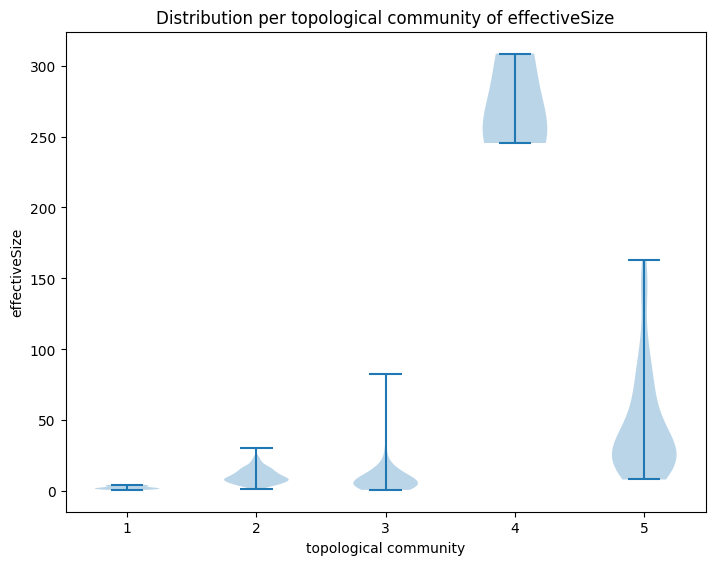 Distribution per topological community of effectiveSize
effectiveSize
300
250
200
150
100
50
0
1 2 3 4 5
topological community